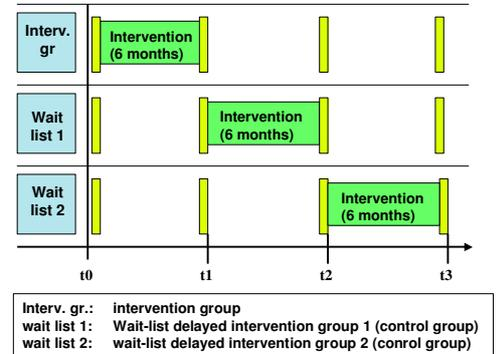 Interv.
gr
Intervention
(6 months)
Wait
list 1
Intervention
(6 months)
Wait
list 2
Intervention
(6 months)
t0 t1 t2 t3
Interv. gr.: intervention group
wait list 1: Wait-list delayed intervention group 1 (control group)
wait list 2: wait-list delayed intervention group 2 (conrol group)